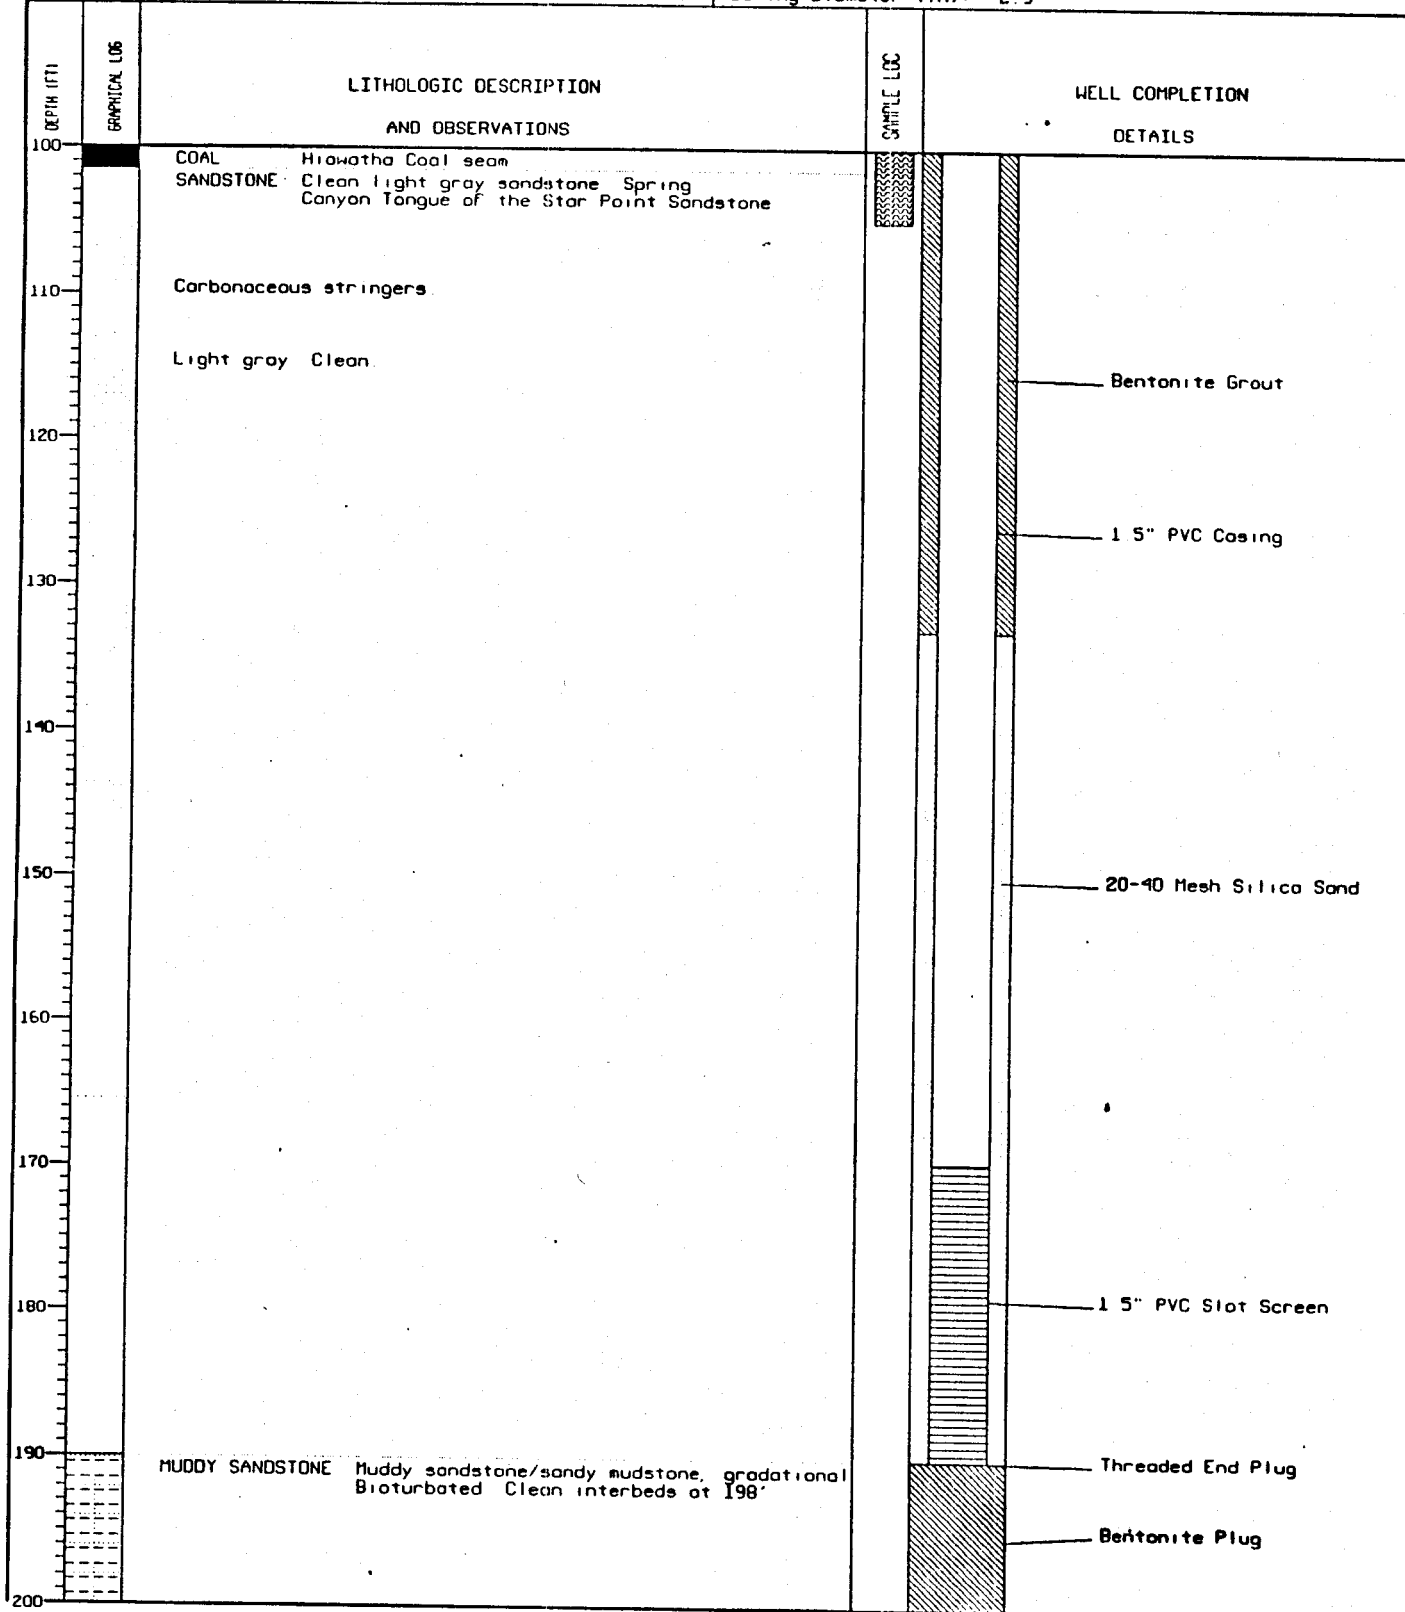 DEPTH (FT)
GRAPHICAL LOG
LITHOLOGIC DESCRIPTION
AND OBSERVATIONS
SAMPLE LOC
WELL COMPLETION
DETAILS
100
COAL Hiawatha Coal seam
SANDSTONE Clean light gray sandstone Spring
Canyon Tongue of the Star Point Sandstone
110
Carbonaceous stringers
Light gray Clean
Bentonite Grout
120
1.5" PVC Casing
130
140
150
20-40 Mesh Silica Sand
160
170
180
1 5" PVC Slot Screen
190
MUDDY SANDSTONE Muddy sandstone/sandy mudstone, gradational
Bioturbated Clean interbeds at 198'
Threaded End Plug
Bentonite Plug
200